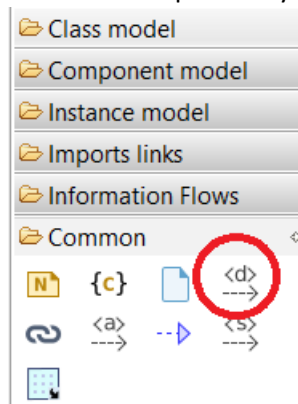 Class model
Component model
Instance model
Imports links
Information Flows
Common
N {c} <d>
<a> <s>